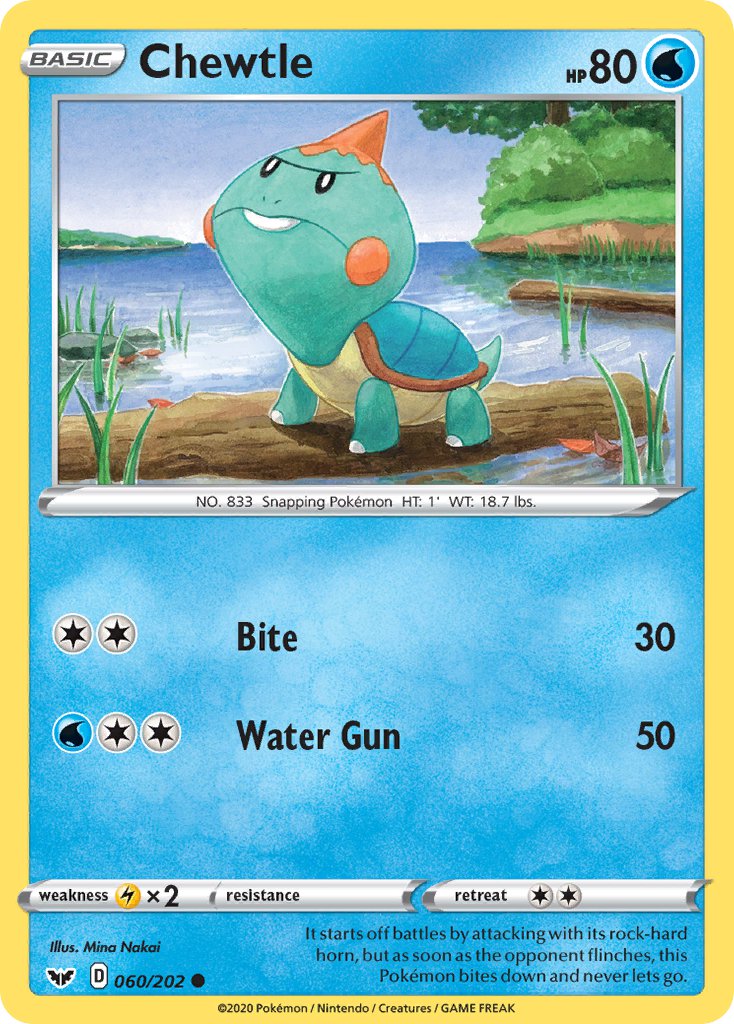 BASIC Chewtle HP 80
NO. 833 Snapping Pokémon HT: 1' WT: 18.7 lbs.
Bite 30
Water Gun 50
weakness ×2 resistance retreat
Illus. Mina Nakai
It starts off battles by attacking with its rock-hard
horn, but as soon as the opponent flinches, this
Pokémon bites down and never lets go.
D 060/202
©2020 Pokémon / Nintendo / Creatures / GAME FREAK